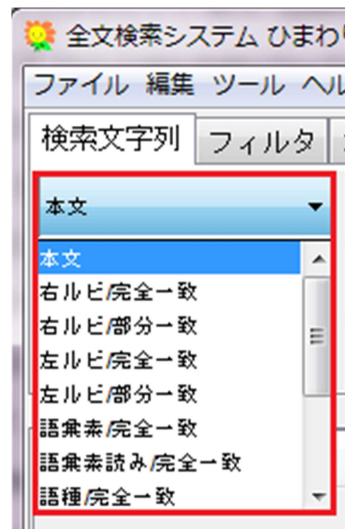 全文検索システム ひまわ
ファイル 編集 ツール ヘル
検索文字列 フィルタ
本文
本文
右ルビ/完全一致
右ルビ/部分一致
左ルビ/完全一致
左ルビ/部分一致
語彙素/完全一致
語彙素読み/完全一致
語種/完全一致